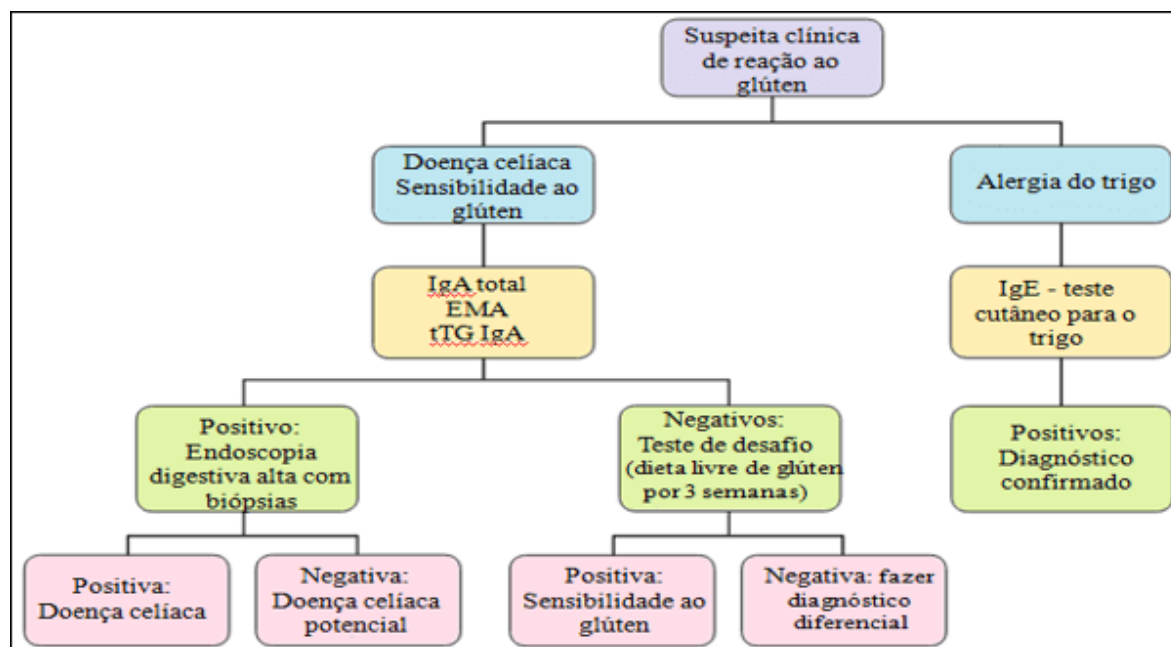 Suspeita clínica
de reação ao
glúten
Doença celíaca
Sensibilidade ao
glúten
Alergia do trigo
IgA total
EMA
tTG IgA
IgE - teste
cutâneo para o
trigo
Positivo:
Endoscopia
digestiva alta com
biópsias
Negativos:
Teste de desafio
(dieta livre de glúten
por 3 semanas)
Positivos:
Diagnóstico
confirmado
Positiva:
Doença celíaca
Negativa:
Doença celíaca
potencial
Positiva:
Sensibilidade ao
glúten
Negativa: fazer
diagnóstico
diferencial